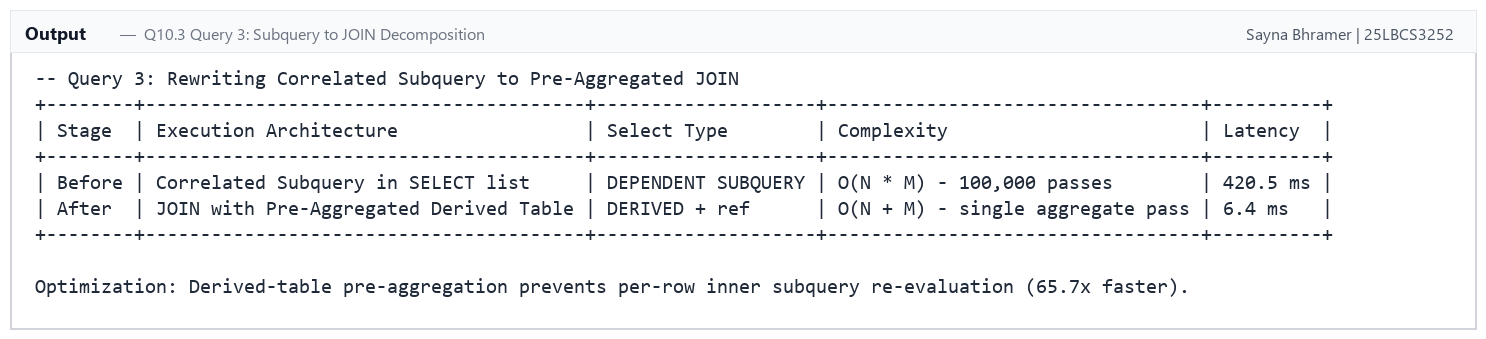 Output — Q10.3 Query 3: Subquery to JOIN Decomposition Sayna Bhramer | 25LBCS3252
-- Query 3: Rewriting Correlated Subquery to Pre-Aggregated JOIN
+--------+----------------------------------------+--------------------+----------------------------------+----------+
| Stage  | Execution Architecture                 | Select Type        | Complexity                       | Latency  |
+--------+----------------------------------------+--------------------+----------------------------------+----------+
| Before | Correlated Subquery in SELECT list     | DEPENDENT SUBQUERY | O(N * M) - 100,000 passes        | 420.5 ms |
| After  | JOIN with Pre-Aggregated Derived Table | DERIVED + ref      | O(N + M) - single aggregate pass | 6.4 ms   |
+--------+----------------------------------------+--------------------+----------------------------------+----------+
Optimization: Derived-table pre-aggregation prevents per-row inner subquery re-evaluation (65.7x faster).